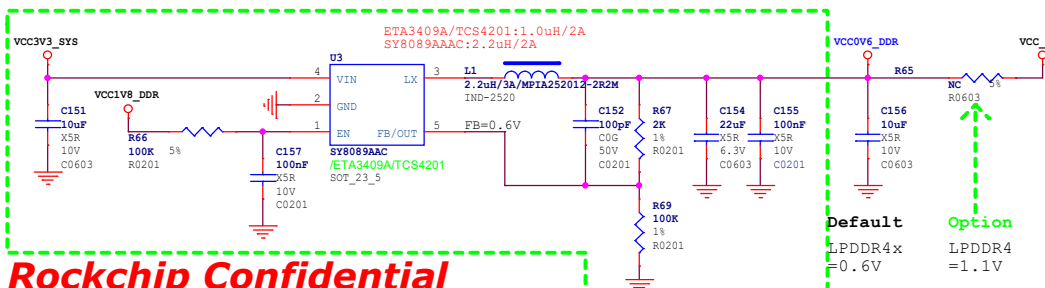 ETA3409A/TCS4201:1.0uH/2A
SY8089AAAC:2.2uH/2A
VCC3V3_SYS
VCC0V6_DDR
VCC_
U3
4 VIN LX 3
2 GND
1 EN FB/OUT 5
SY8089AAC
/ETA3409A/TCS4201
SOT_23_5
L1
2.2uH/3A/MPIA252012-2R2M
IND-2520
FB=0.6V
R65
NC 5%
R0603
VCC1V8_DDR
C151
10uF
X5R
10V
C0603
R66
100K 5%
R0201
C157
100nF
X5R
10V
C0201
C152
100pF
C0G
50V
C0201
R67
2K
1%
R0201
C154
22uF
X5R
6.3V
C0603
C155
100nF
X5R
10V
C0201
C156
10uF
X5R
10V
C0603
R69
100K
1%
R0201
Default Option
LPDDR4x LPDDR4
=0.6V =1.1V
Rockchip Confidential